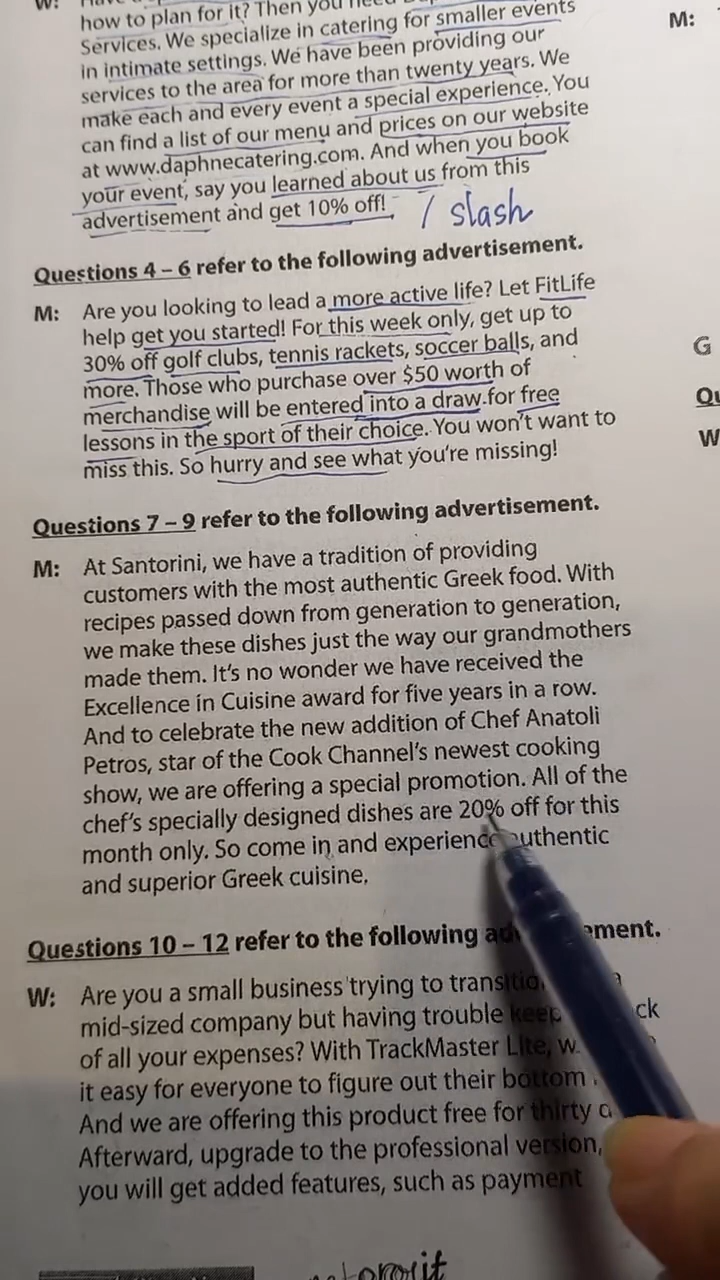 how to plan for it? Then you need
Services. We specialize in catering for smaller events
in intimate settings. We have been providing our
services to the area for more than twenty years. We
make each and every event a special experience. You
can find a list of our menu and prices on our website
at www.daphnecatering.com. And when you book
your event, say you learned about us from this
advertisement and get 10% off! / slash
Questions 4 – 6 refer to the following advertisement.
M: Are you looking to lead a more active life? Let FitLife
help get you started! For this week only, get up to
30% off golf clubs, tennis rackets, soccer balls, and
more. Those who purchase over $50 worth of
merchandise will be entered into a draw for free
lessons in the sport of their choice. You won't want to
miss this. So hurry and see what you're missing!
Questions 7 – 9 refer to the following advertisement.
M: At Santorini, we have a tradition of providing
customers with the most authentic Greek food. With
recipes passed down from generation to generation,
we make these dishes just the way our grandmothers
made them. It's no wonder we have received the
Excellence in Cuisine award for five years in a row.
And to celebrate the new addition of Chef Anatoli
Petros, star of the Cook Channel's newest cooking
show, we are offering a special promotion. All of the
chef's specially designed dishes are 20% off for this
month only. So come in and experience authentic
and superior Greek cuisine.
Questions 10 – 12 refer to the following advertisement.
W: Are you a small business trying to transition
mid-sized company but having trouble keep ck
of all your expenses? With TrackMaster Lite, w
it easy for everyone to figure out their bottom
And we are offering this product free for thirty
Afterward, upgrade to the professional version,
you will get added features, such as payment
M:
G
Qu
W